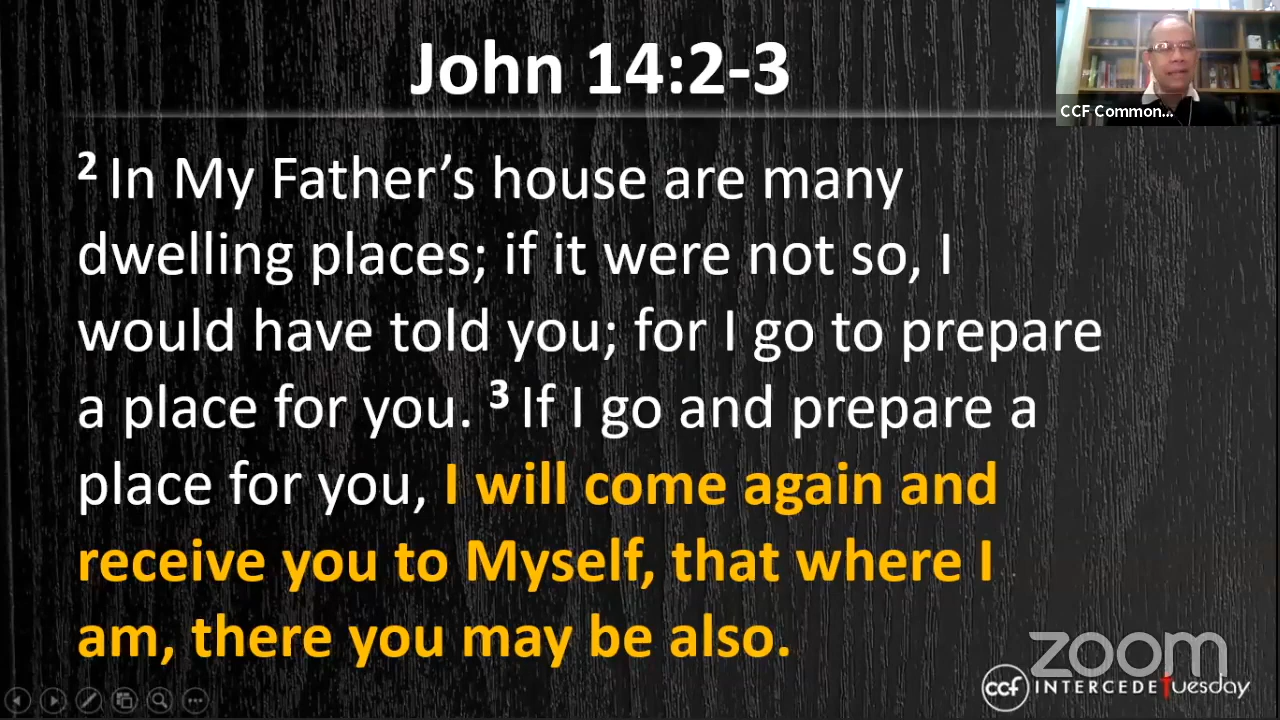 John 14:2-3
CCF Common...
2 In My Father’s house are many
dwelling places; if it were not so, I
would have told you; for I go to prepare
a place for you. 3 If I go and prepare a
place for you, I will come again and
receive you to Myself, that where I
am, there you may be also.
zoom
ccf INTERCEDE Tuesday